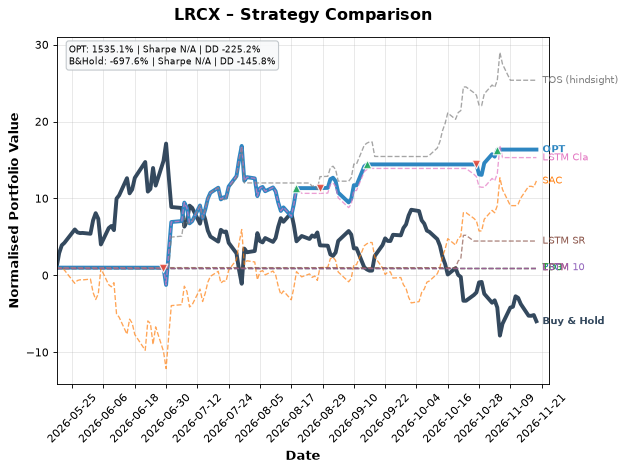 LRCX – Strategy Comparison
OPT: 1535.1% | Sharpe N/A | DD -225.2%
B&Hold: -697.6% | Sharpe N/A | DD -145.8%
Normalised Portfolio Value
30
20
10
0
−10
TOS (hindsight)
OPT
LSTM Cla
SAC
LSTM SR
10
Buy & Hold
2026-05-25
2026-06-06
2026-06-18
2026-06-30
2026-07-12
2026-07-24
2026-08-05
2026-08-17
2026-08-29
2026-09-10
2026-09-22
2026-10-04
2026-10-16
2026-10-28
2026-11-09
2026-11-21
Date